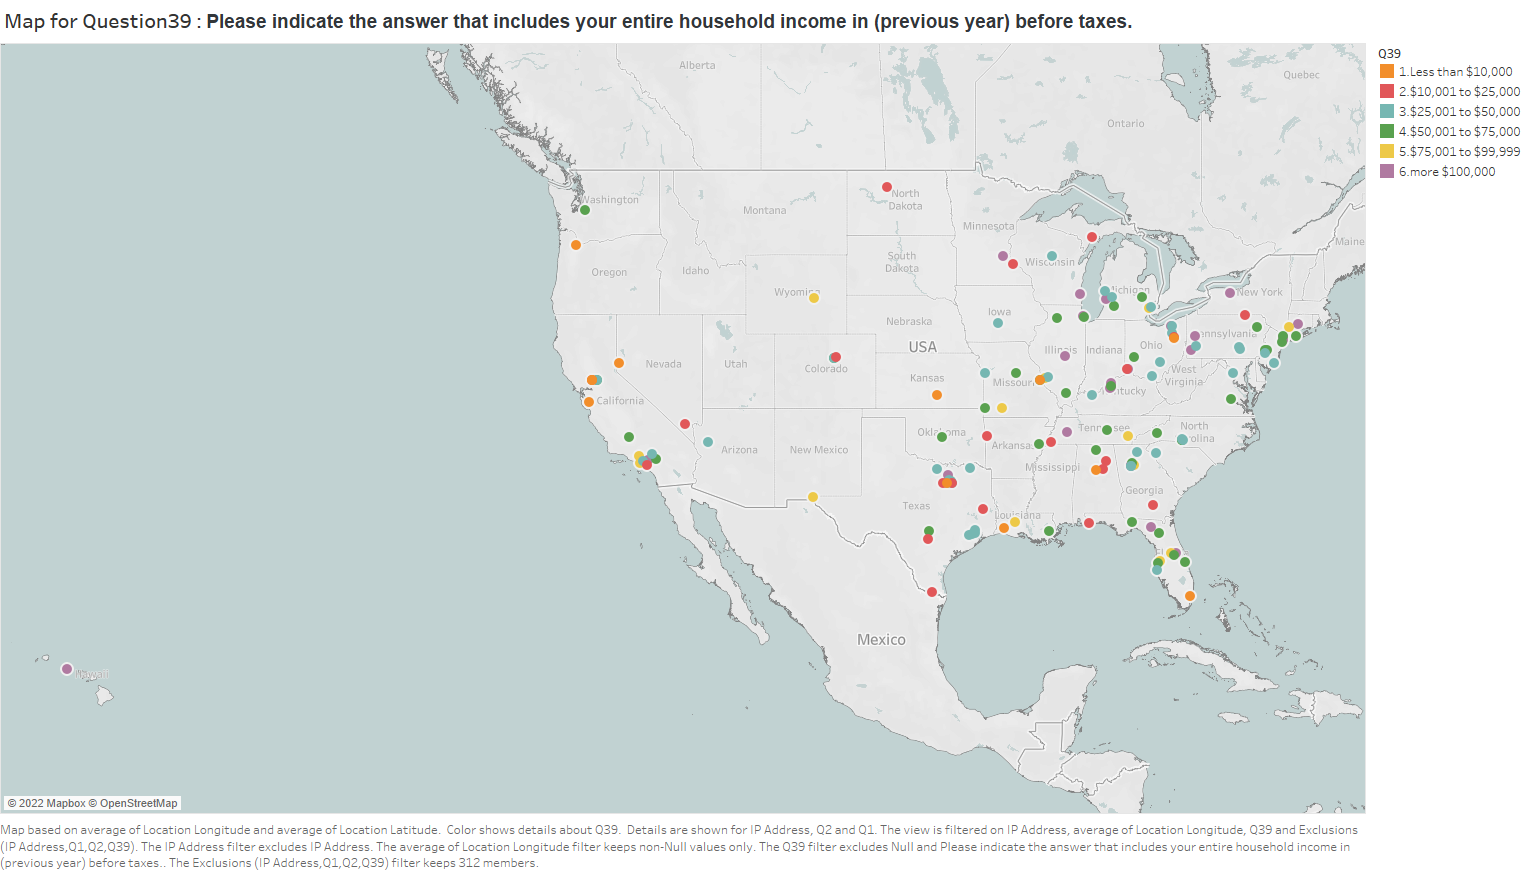 Map for Question39 : Please indicate the answer that includes your entire household income in (previous year) before taxes.
Q39
1.Less than $10,000
2.$10,001 to $25,000
3.$25,001 to $50,000
4.$50,001 to $75,000
5.$75,001 to $99,999
6.more $100,000
Alberta
Quebec
Ontario
Washington
North
Dakota
Montana
Minnesota
Maine
South
Dakota
Wisconsin
Oregon
Idaho
Wyoming
Michigan
New York
Iowa
Nebraska
USA
Pennsylvania
Illinois
Indiana
Ohio
Nevada
Utah
Colorado
West
Virginia
Kansas
Missouri
Kentucky
California
Oklahoma
Tennessee
North
Carolina
Arizona
New Mexico
Arkansas
Mississippi
Georgia
Texas
Louisiana
Mexico
Hawaii
© 2022 Mapbox © OpenStreetMap
Map based on average of Location Longitude and average of Location Latitude. Color shows details about Q39. Details are shown for IP Address, Q2 and Q1. The view is filtered on IP Address, average of Location Longitude, Q39 and Exclusions
(IP Address,Q1,Q2,Q39). The IP Address filter excludes IP Address. The average of Location Longitude filter keeps non-Null values only. The Q39 filter excludes Null and Please indicate the answer that includes your entire household income in
(previous year) before taxes.. The Exclusions (IP Address,Q1,Q2,Q39) filter keeps 312 members.